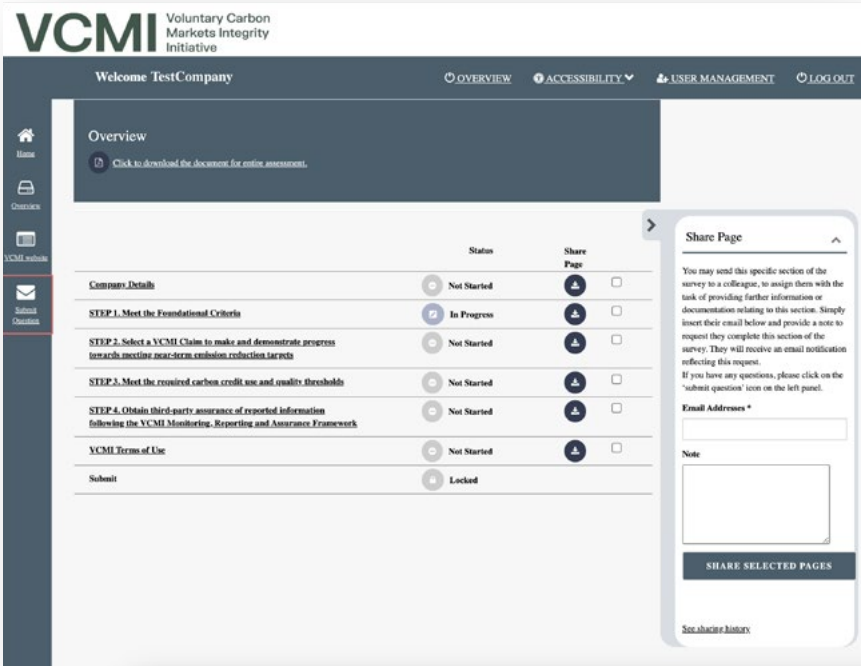 VCMI
Voluntary Carbon
Markets Integrity
Initiative
Welcome TestCompany
OVERVIEW
ACCESSIBILITY
USER MANAGEMENT
LOG OUT
Home
Overview
VCMI website
Submit
Question
Overview
Click to download the document for entire assessment.
Status
Share
Page
Company Details
Not Started
STEP 1. Meet the Foundational Criteria
In Progress
STEP 2. Select a VCMI Claim to make and demonstrate progress
towards meeting near-term emission reduction targets
Not Started
STEP 3. Meet the required carbon credit use and quality thresholds
Not Started
STEP 4. Obtain third-party assurance of reported information
following the VCMI Monitoring, Reporting and Assurance Framework
Not Started
VCMI Terms of Use
Not Started
Submit
Locked
Share Page
You may send this specific section of the
survey to a colleague, to assign them with the
task of providing further information or
documentation relating to this section. Simply
insert their email below and provide a note to
request they complete this section of the
survey. They will receive an email notification
reflecting this request.
If you have any questions, please click on the
'submit question' icon on the left panel.
Email Addresses *
Note
SHARE SELECTED PAGES
See sharing history